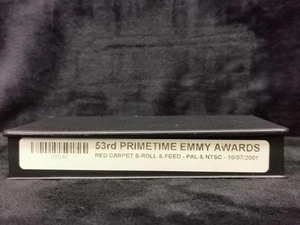 53rd PRIMETIME EMMY AWARDS
RED CARPET B-ROLL & FEED - PAL & NTSC - 10/07/2001